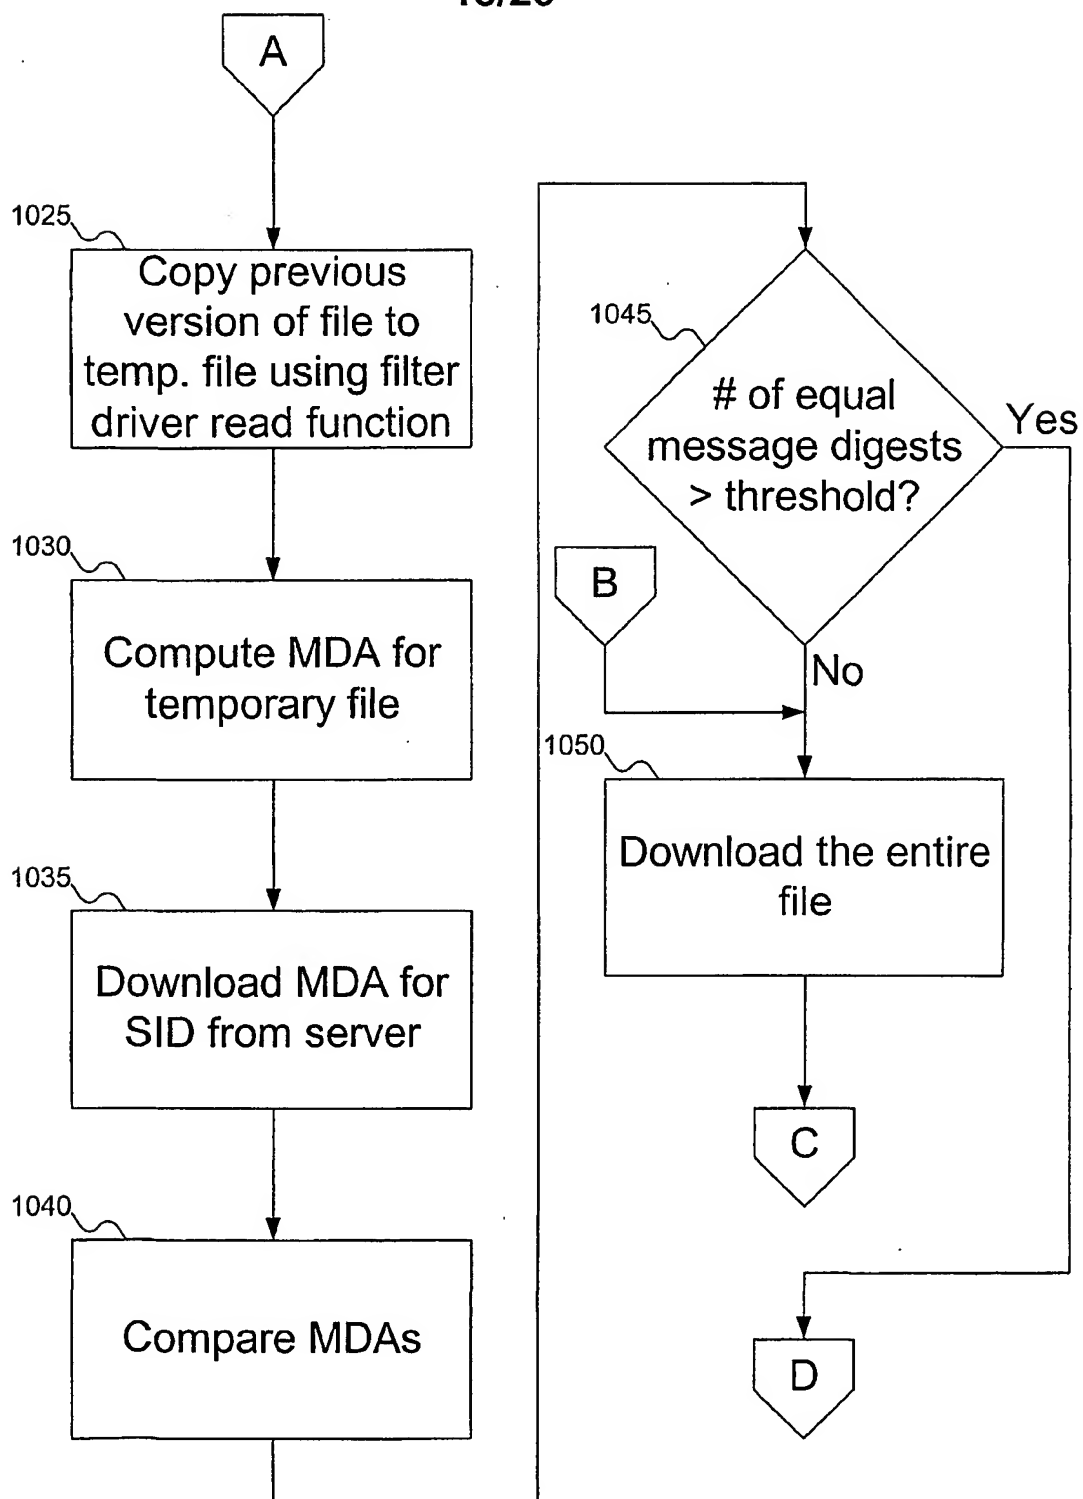 A
1025
Copy previous
version of file to
temp. file using filter
driver read function
1030
Compute MDA for
temporary file
1035
Download MDA for
SID from server
1040
Compare MDAs
1045
# of equal
message digests
> threshold?
Yes
B
No
1050
Download the entire
file
C
D